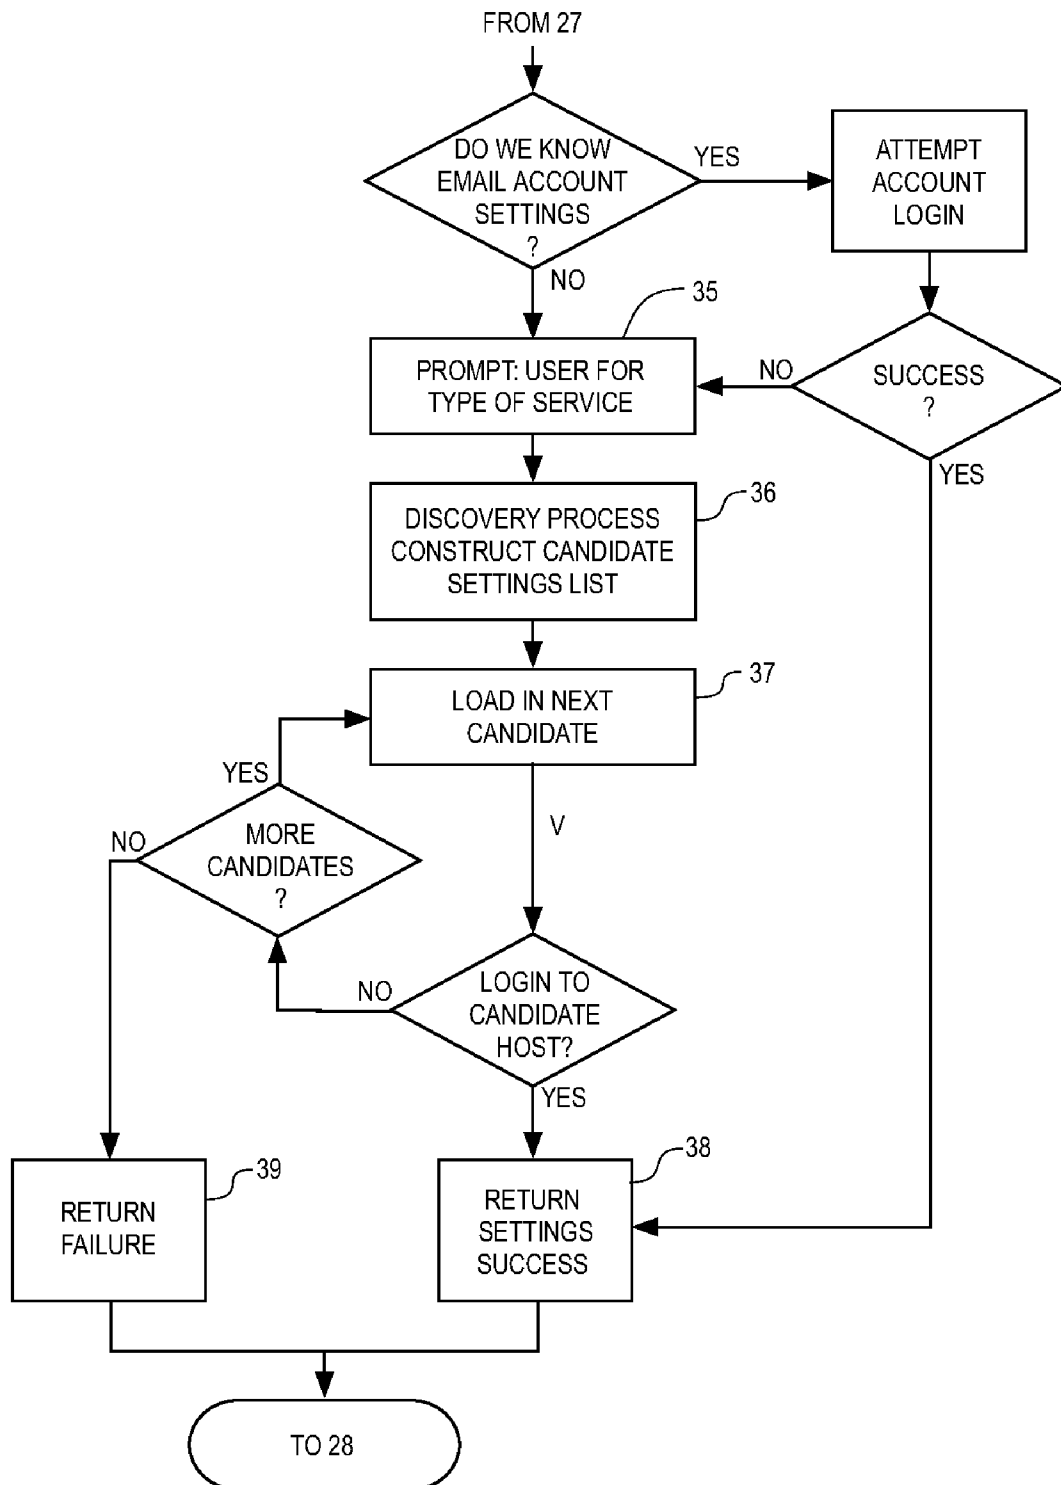 FROM 27
DO WE KNOW
EMAIL ACCOUNT
SETTINGS
?
YES
ATTEMPT
ACCOUNT
LOGIN
NO
35
PROMPT: USER FOR
TYPE OF SERVICE
NO
SUCCESS
?
YES
36
DISCOVERY PROCESS
CONSTRUCT CANDIDATE
SETTINGS LIST
37
LOAD IN NEXT
CANDIDATE
YES
NO
MORE
CANDIDATES
?
V
NO
LOGIN TO
CANDIDATE
HOST?
YES
39
RETURN
FAILURE
38
RETURN
SETTINGS
SUCCESS
TO 28